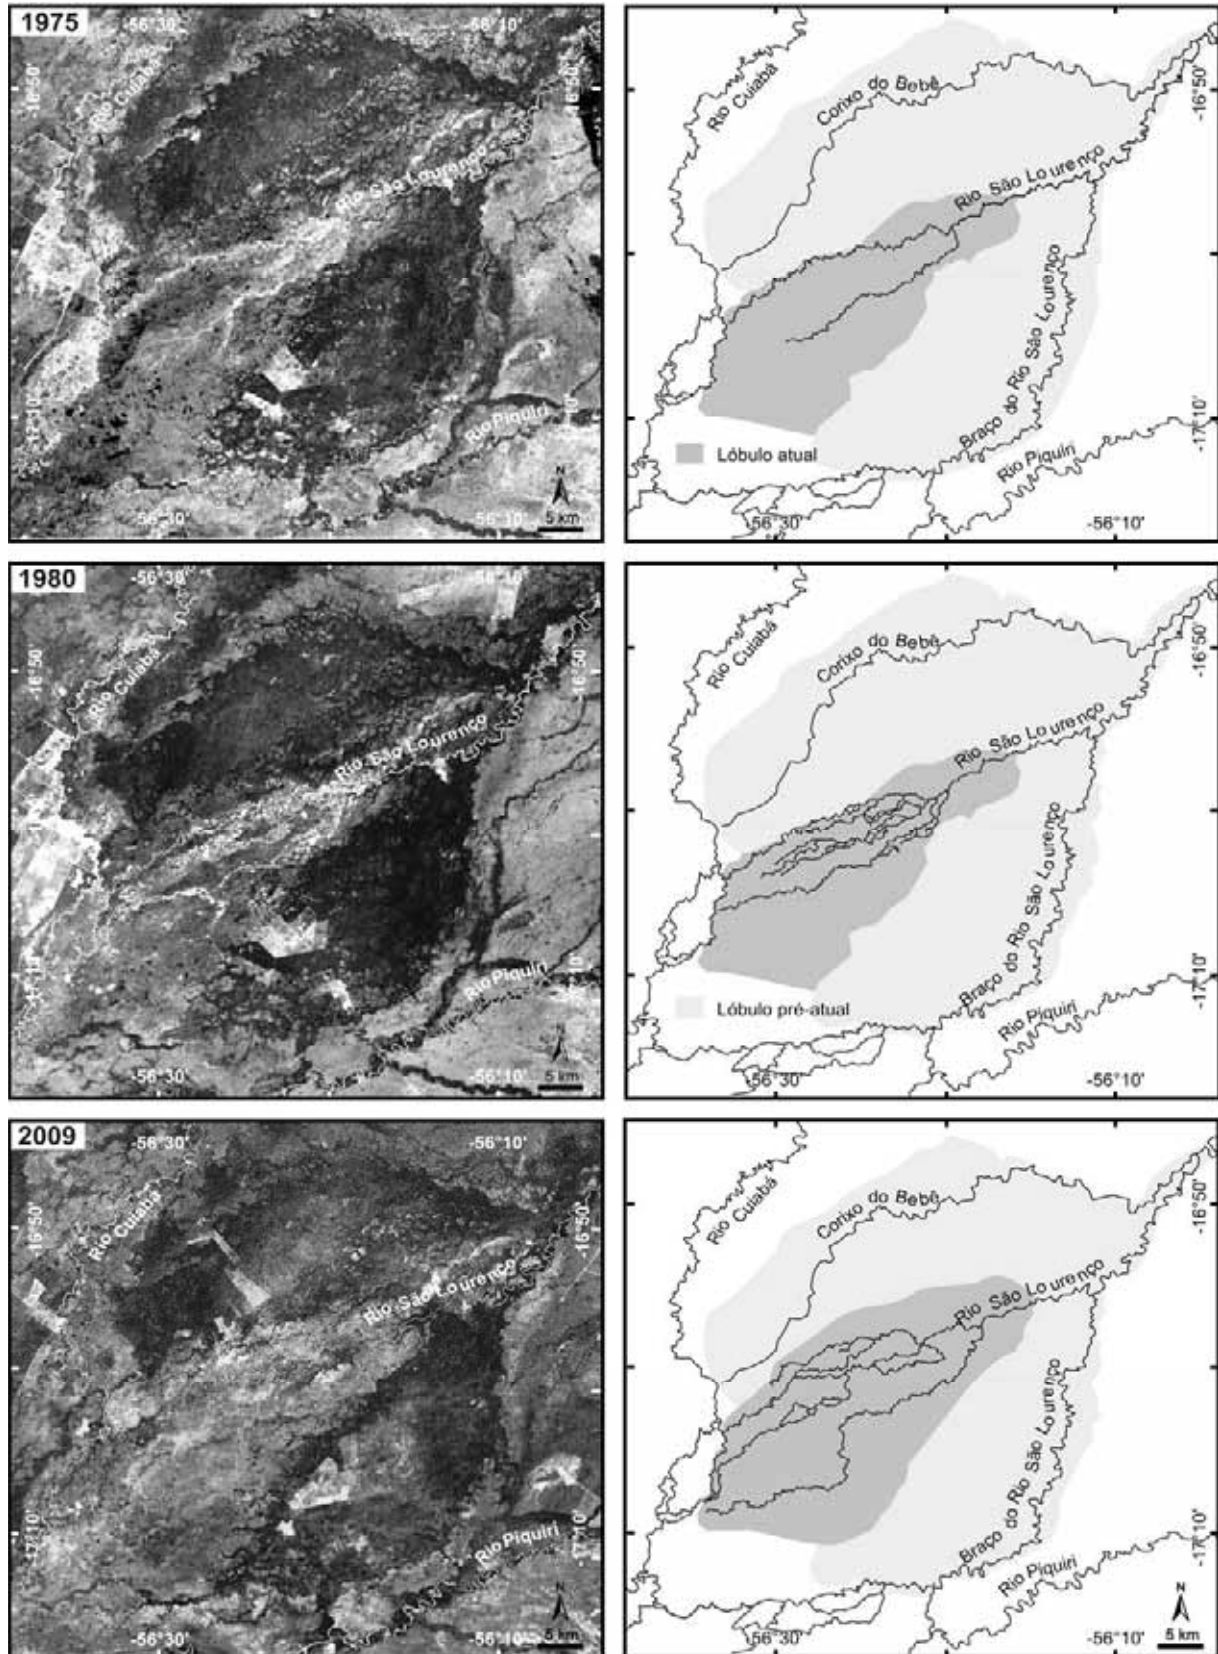 1975
-56°30'
-56°10'
-16°50'
-16°50'
Rio Cuiabá
Rio São Lourenço
Rio Piquiri
-17°10'
N
-56°30'
-56°10'
5 km
Rio Cuiabá
Corixo do Bebê
-16°50'
Rio São Lourenço
Braço do Rio São Lourenço
Rio Piquiri
-17°10'
Lóbulo atual
-56°30'
-56°10'
1980
-56°30'
-56°10'
-16°50'
-16°50'
Rio Cuiabá
Rio São Lourenço
Rio Piquiri
-17°10'
N
-56°30'
-56°10'
5 km
Rio Cuiabá
Corixo do Bebê
-16°50'
Rio São Lourenço
Braço do Rio São Lourenço
Rio Piquiri
-17°10'
Lóbulo pré-atual
-56°30'
-56°10'
2009
-56°30'
-56°10'
-16°50'
-16°50'
Rio Cuiabá
Rio São Lourenço
Rio Piquiri
-17°10'
-17°10'
N
-56°30'
-56°10'
5 km
Rio Cuiabá
Corixo do Bebê
-16°50'
Rio São Lourenço
Braço do Rio São Lourenço
Rio Piquiri
-17°10'
N
-56°30'
-56°10'
5 km